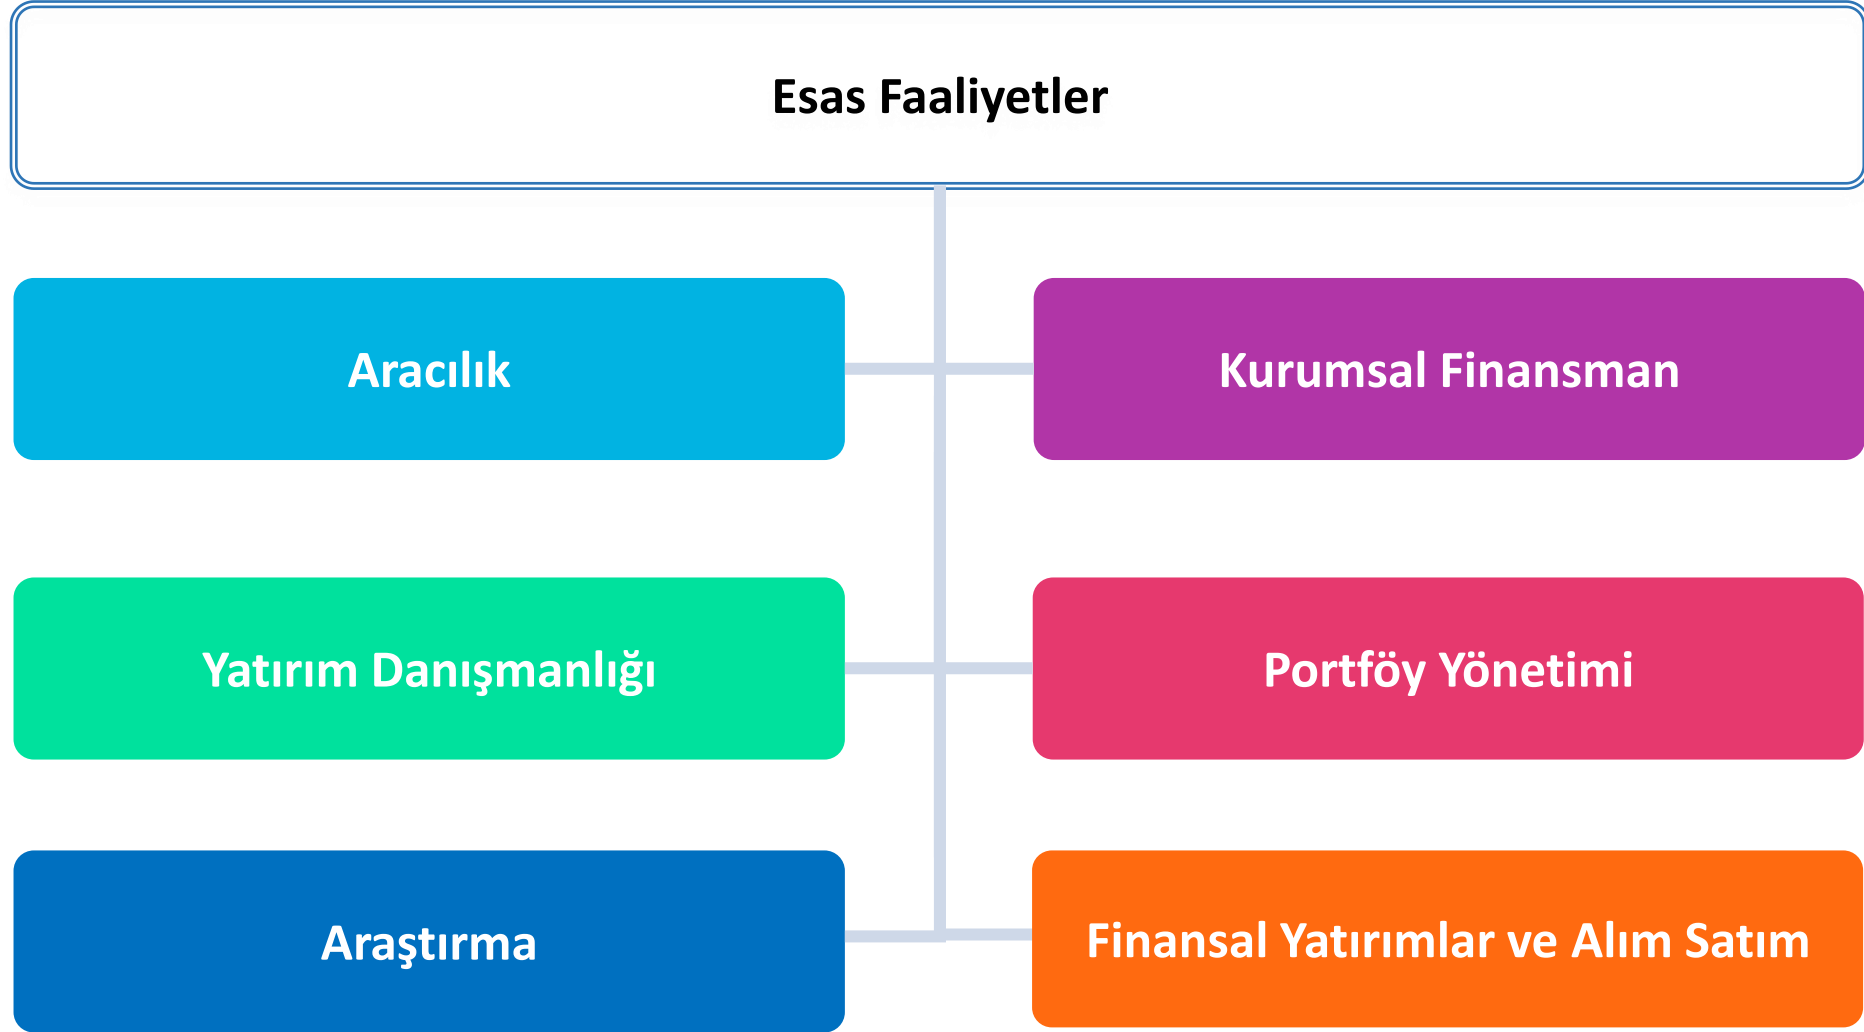 Esas Faaliyetler
Aracılık
Kurumsal Finansman
Yatırım Danışmanlığı
Portföy Yönetimi
Araştırma
Finansal Yatırımlar ve Alım Satım